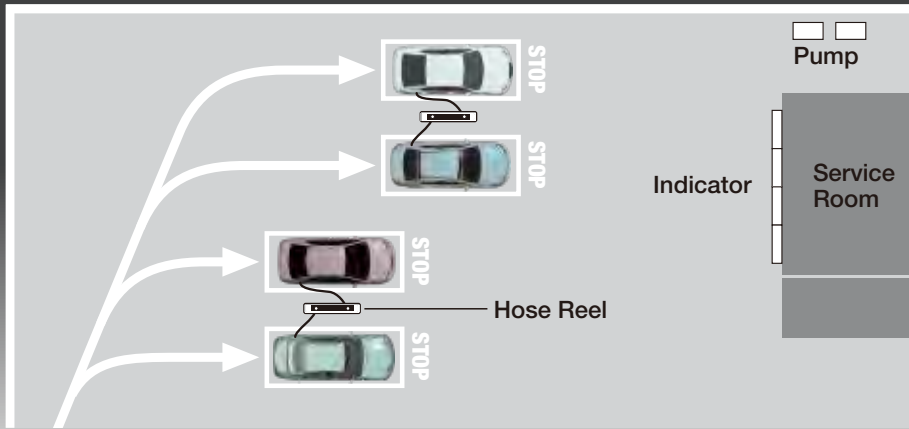 STOP
Pump
STOP
Indicator
Service
Room
STOP
Hose Reel
STOP